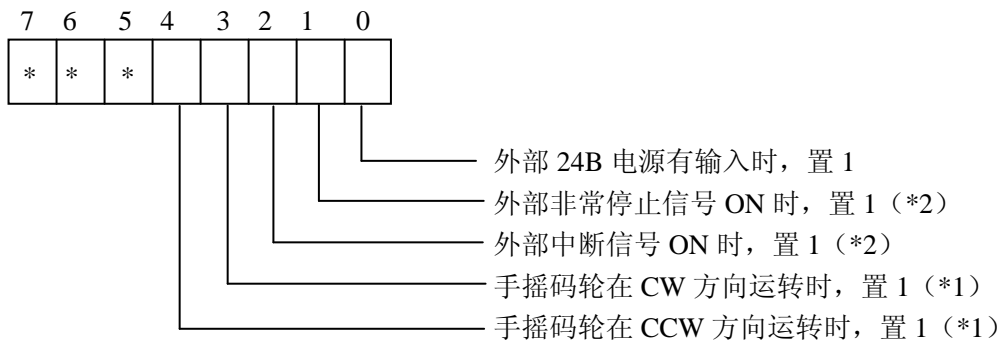 7 6 5 4 3 2 1 0
* * *
外部 24B 电源有输入时，置 1
外部非常停止信号 ON 时，置 1（*2）
外部中断信号 ON 时，置 1（*2）
手摇码轮在 CW 方向运转时，置 1（*1）
手摇码轮在 CCW 方向运转时，置 1（*1）